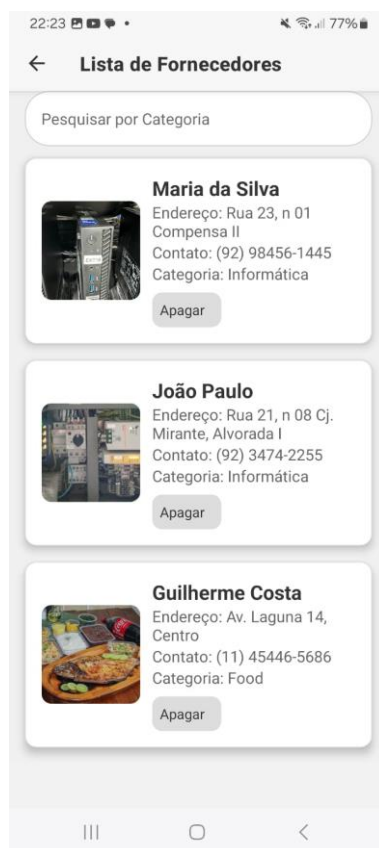 22:23
77%
Lista de Fornecedores
Pesquisar por Categoria
Maria da Silva
Endereço: Rua 23, n 01
Compensa II
Contato: (92) 98456-1445
Categoria: Informática
Apagar
João Paulo
Endereço: Rua 21, n 08 Cj.
Mirante, Alvorada I
Contato: (92) 3474-2255
Categoria: Informática
Apagar
Guilherme Costa
Endereço: Av. Laguna 14,
Centro
Contato: (11) 45446-5686
Categoria: Food
Apagar